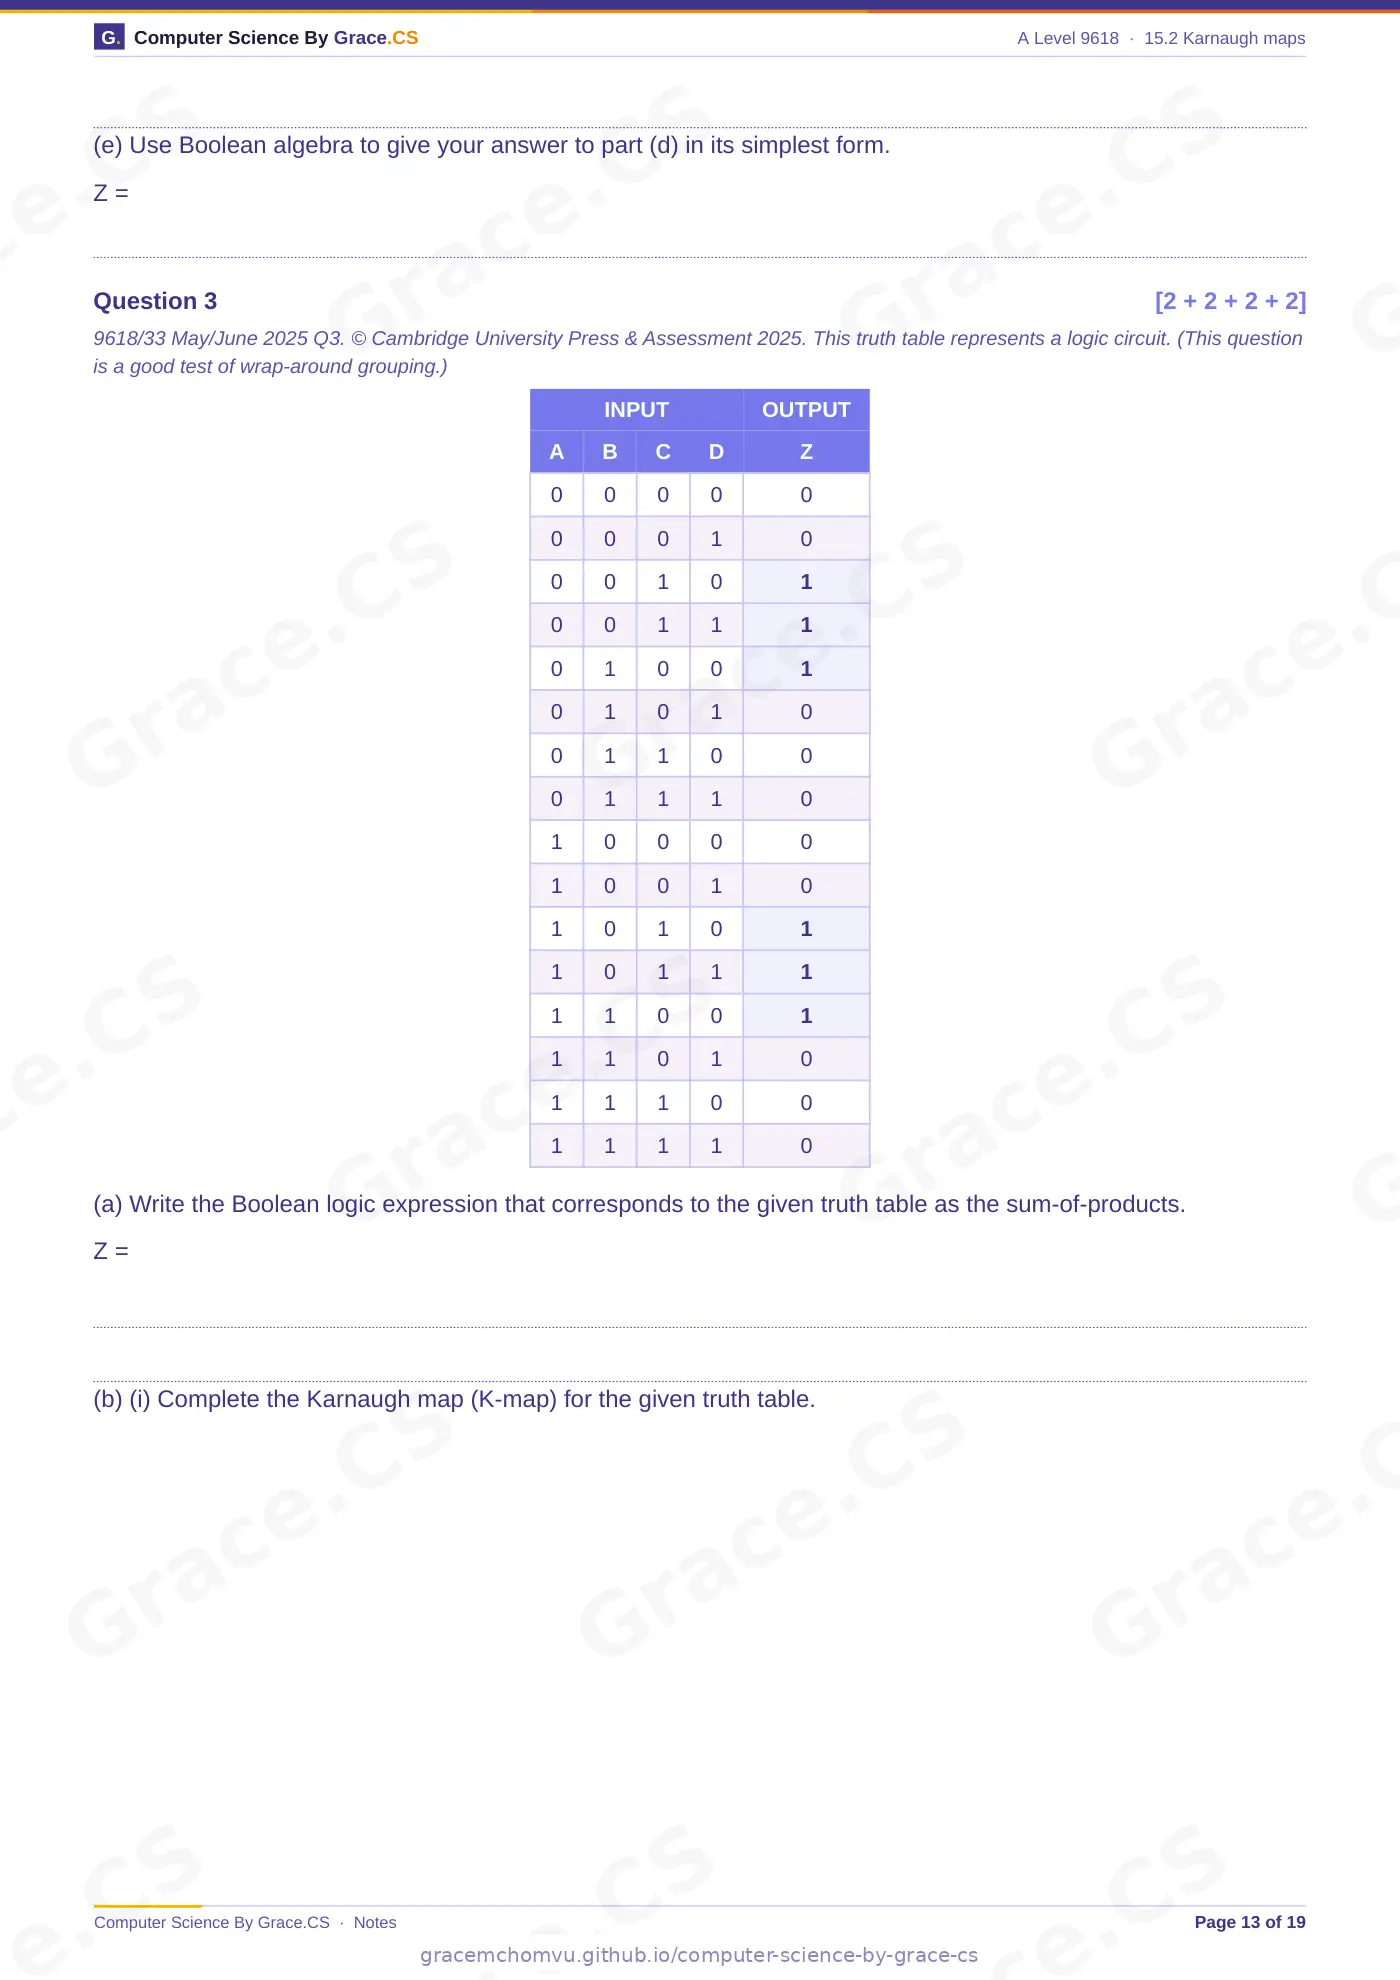 G. Computer Science By Grace.CS
A Level 9618 · 15.2 Karnaugh maps
(e) Use Boolean algebra to give your answer to part (d) in its simplest form.
Z =
Question 3
[2 + 2 + 2 + 2]
9618/33 May/June 2025 Q3. © Cambridge University Press & Assessment 2025. This truth table represents a logic circuit. (This question
is a good test of wrap-around grouping.)
INPUT OUTPUT
A B C D Z
0 0 0 0 0
0 0 0 1 0
0 0 1 0 1
0 0 1 1 1
0 1 0 0 1
0 1 0 1 0
0 1 1 0 0
0 1 1 1 0
1 0 0 0 0
1 0 0 1 0
1 0 1 0 1
1 0 1 1 1
1 1 0 0 1
1 1 0 1 0
1 1 1 0 0
1 1 1 1 0
(a) Write the Boolean logic expression that corresponds to the given truth table as the sum-of-products.
Z =
(b) (i) Complete the Karnaugh map (K-map) for the given truth table.
Computer Science By Grace.CS · Notes
Page 13 of 19
gracemchomvu.github.io/computer-science-by-grace-cs